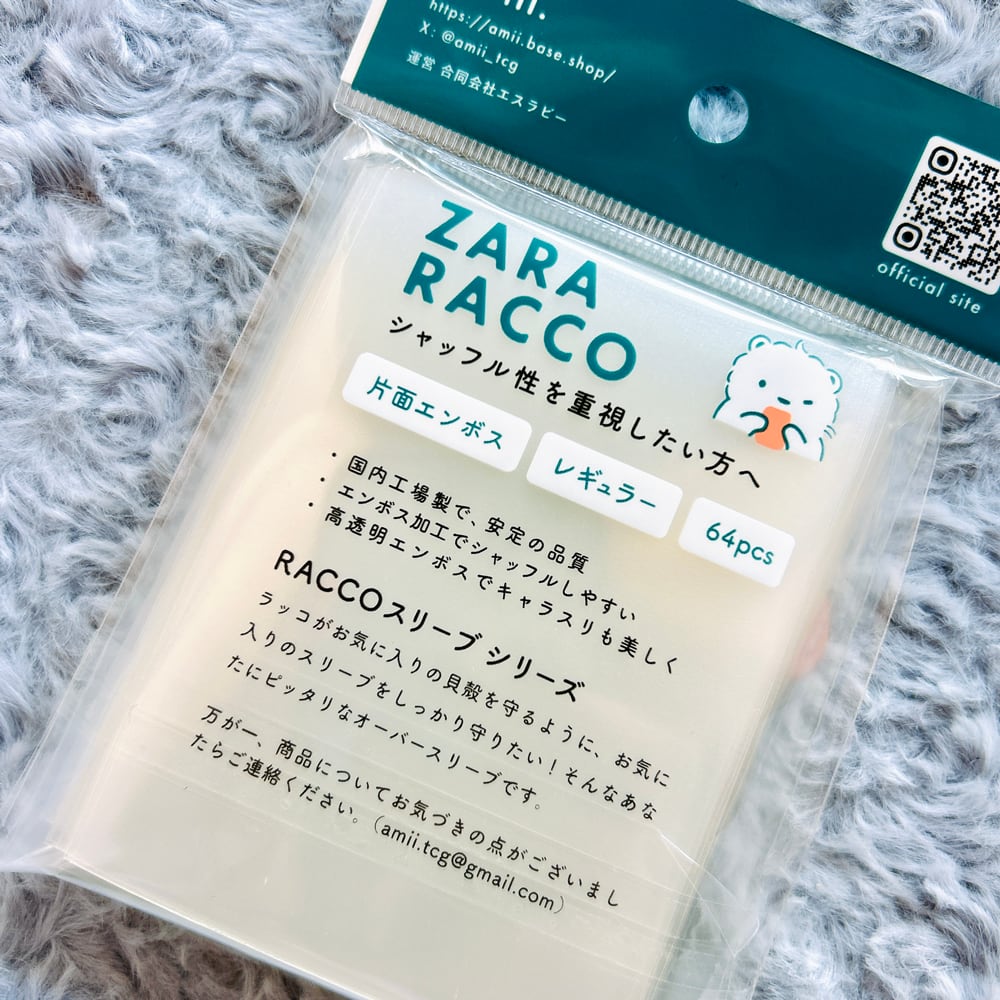 https://amii.base.shop/
X: @amii_tcg
運営 合同会社エスラビー
official site
ZARA
RACCO
シャッフル性を重視したい方へ
片面エンボス
レギュラー
64pcs
・国内工場製で、安定の品質
・エンボス加工でシャッフルしやすい
・高透明エンボスでキャラスリも美しく
RACCOスリーブシリーズ
ラッコがお気に入りの貝殻を守るように、お気に
入りのスリーブをしっかり守りたい！そんなあな
たにピッタリなオーバースリーブです。
万が一、商品についてお気づきの点がございまし
たらご連絡ください。（amii.tcg@gmail.com）